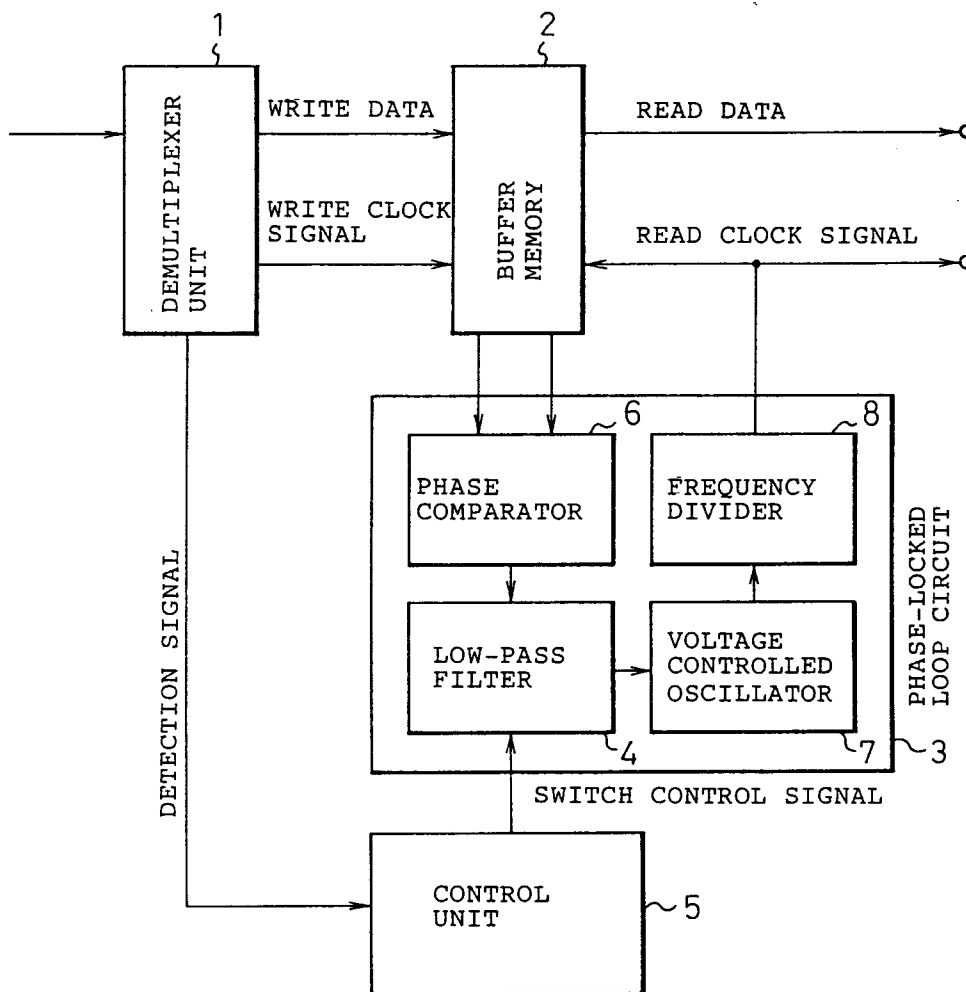 1
2
WRITE DATA
READ DATA
DEMULTIPLEXER
UNIT
WRITE CLOCK
SIGNAL
BUFFER
MEMORY
READ CLOCK SIGNAL
6
8
PHASE
COMPARATOR
FREQUENCY
DIVIDER
DETECTION SIGNAL
LOW-PASS
FILTER
VOLTAGE
CONTROLLED
OSCILLATOR
PHASE-LOCKED
LOOP CIRCUIT
4
7
3
SWITCH CONTROL SIGNAL
CONTROL
UNIT
5